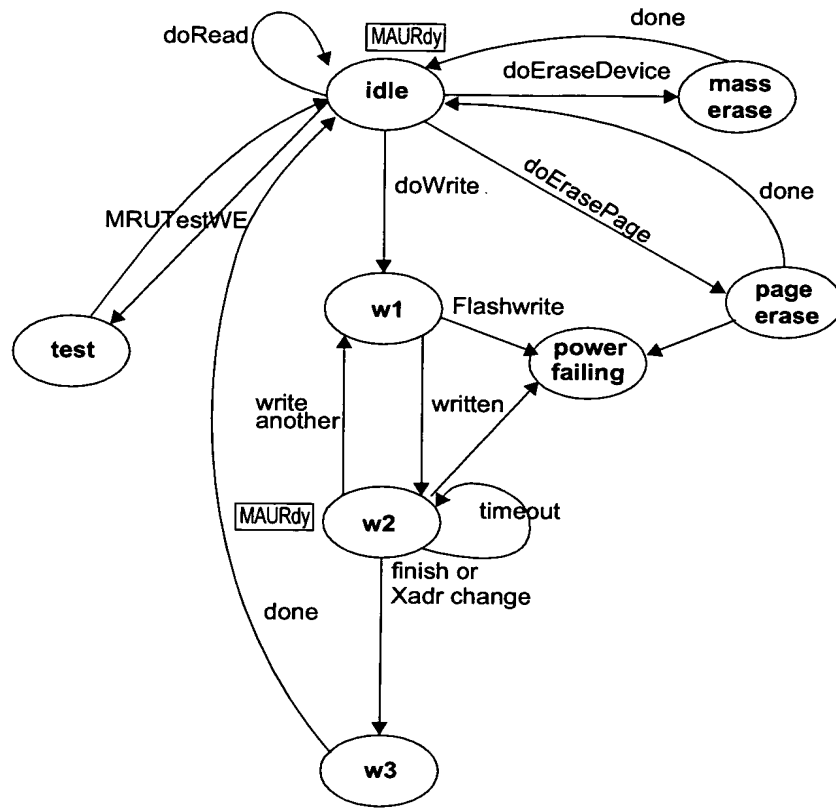 done
doRead
MAURdy
doEraseDevice
idle
mass
erase
doWrite
doErasePage
done
MRUTestWE
w1
Flashwrite
page
erase
test
power
failing
write
another
written
MAURdy
w2
timeout
finish or
Xadr change
done
w3